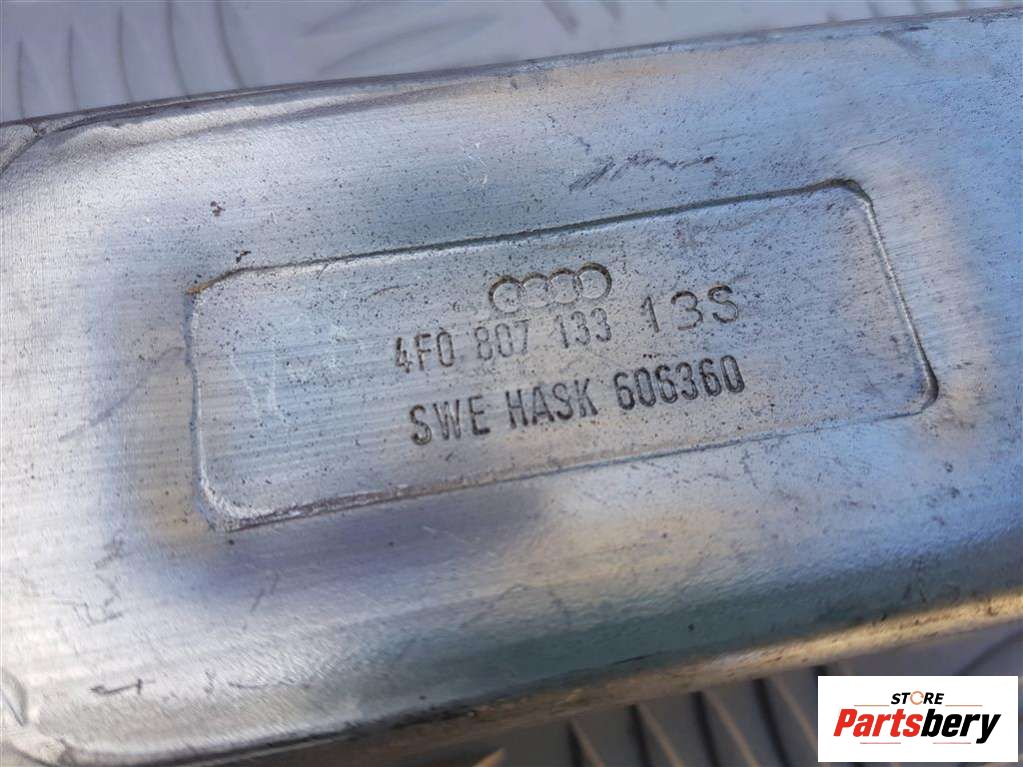 4F0 807 133 13S
SWE HASK 606360
STORE
Partsbery